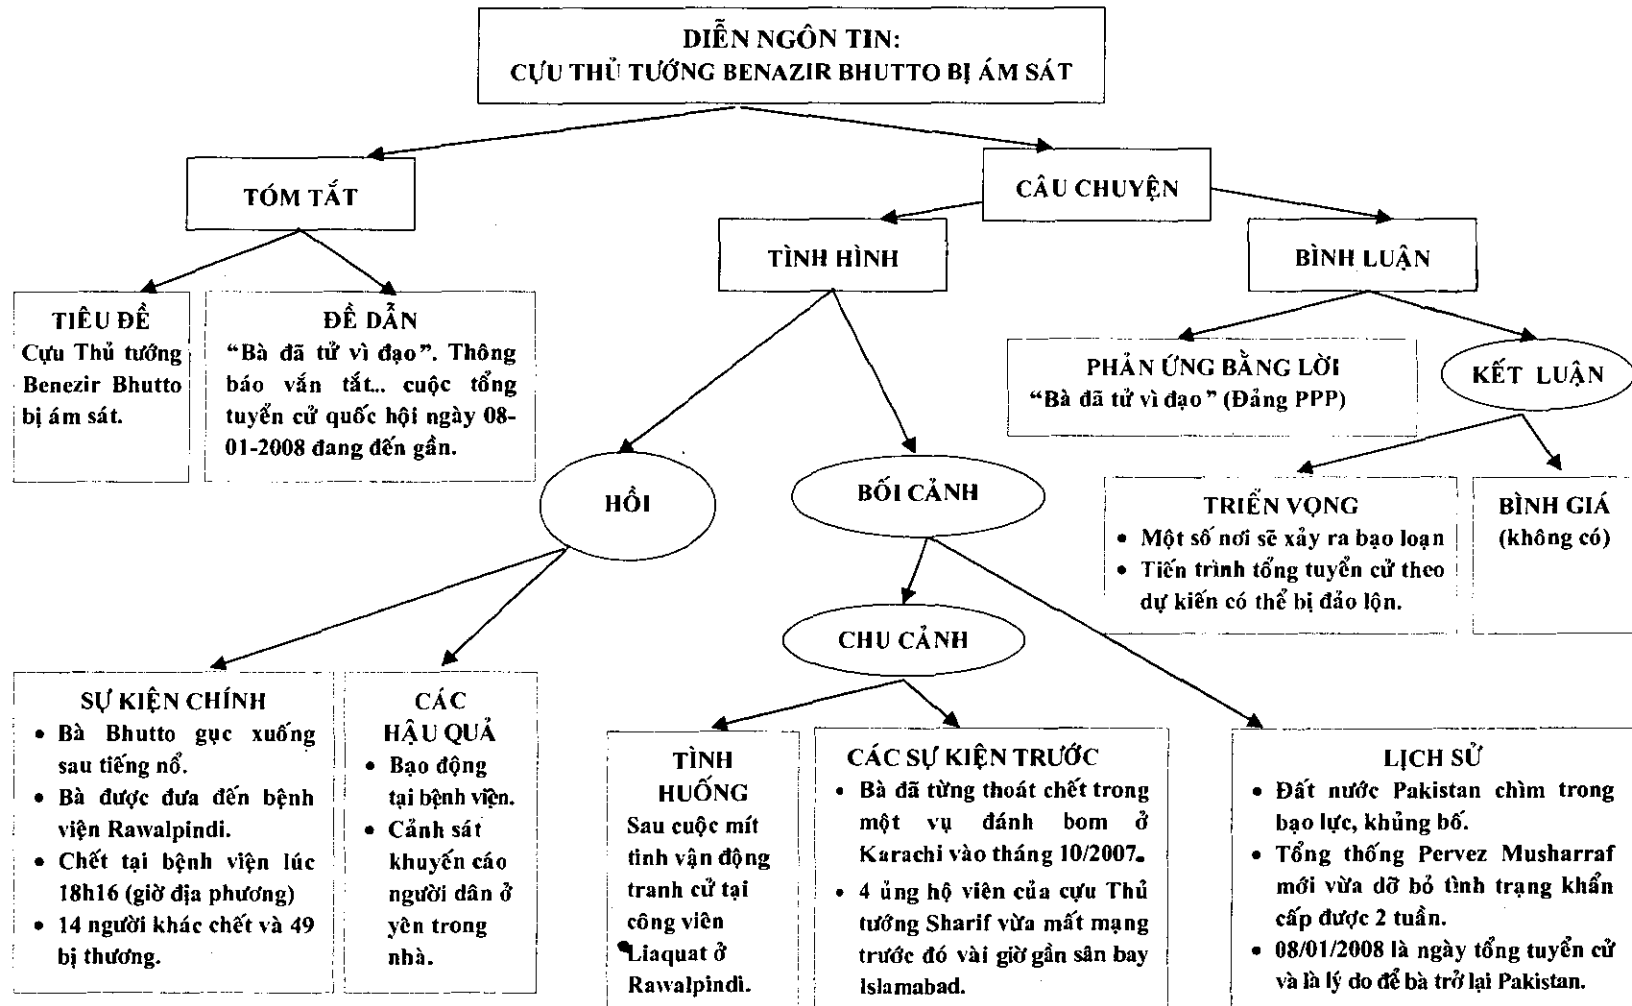 DIỄN NGÔN TIN:
CỰU THỦ TƯỚNG BENAZIR BHUTTO BỊ ÁM SÁT
TÓM TẮT
CÂU CHUYỆN
TÌNH HÌNH
BÌNH LUẬN
TIÊU ĐỀ
Cựu Thủ tướng
Benezir Bhutto
bị ám sát.
ĐỀ DẪN
“Bà đã tử vì đạo”. Thông
báo vắn tắt... cuộc tổng
tuyển cử quốc hội ngày 08-
01-2008 đang đến gần.
PHẢN ỨNG BẰNG LỜI
“Bà đã tử vì đạo” (Đảng PPP)
KẾT LUẬN
HỒI
BỐI CẢNH
TRIỂN VỌNG
• Một số nơi sẽ xảy ra bạo loạn
• Tiến trình tổng tuyển cử theo
dự kiến có thể bị đảo lộn.
BÌNH GIÁ
(không có)
CHU CẢNH
SỰ KIỆN CHÍNH
• Bà Bhutto gục xuống
sau tiếng nổ.
• Bà được đưa đến bệnh
viện Rawalpindi.
• Chết tại bệnh viện lúc
18h16 (giờ địa phương)
• 14 người khác chết và 49
bị thương.
CÁC
HẬU QUẢ
• Bạo động
tại bệnh viện.
• Cảnh sát
khuyến cáo
người dân ở
yên trong
nhà.
TÌNH
HUỐNG
Sau cuộc mít
tinh vận động
tranh cử tại
công viên
Liaquat ở
Rawalpindi.
CÁC SỰ KIỆN TRƯỚC
• Bà đã từng thoát chết trong
một vụ đánh bom ở
Karachi vào tháng 10/2007.
• 4 ủng hộ viên của cựu Thủ
tướng Sharif vừa mất mạng
trước đó vài giờ gần sân bay
Islamabad.
LỊCH SỬ
• Đất nước Pakistan chìm trong
bạo lực, khủng bố.
• Tổng thống Pervez Musharraf
mới vừa dỡ bỏ tình trạng khẩn
cấp được 2 tuần.
• 08/01/2008 là ngày tổng tuyển cử
và là lý do để bà trở lại Pakistan.